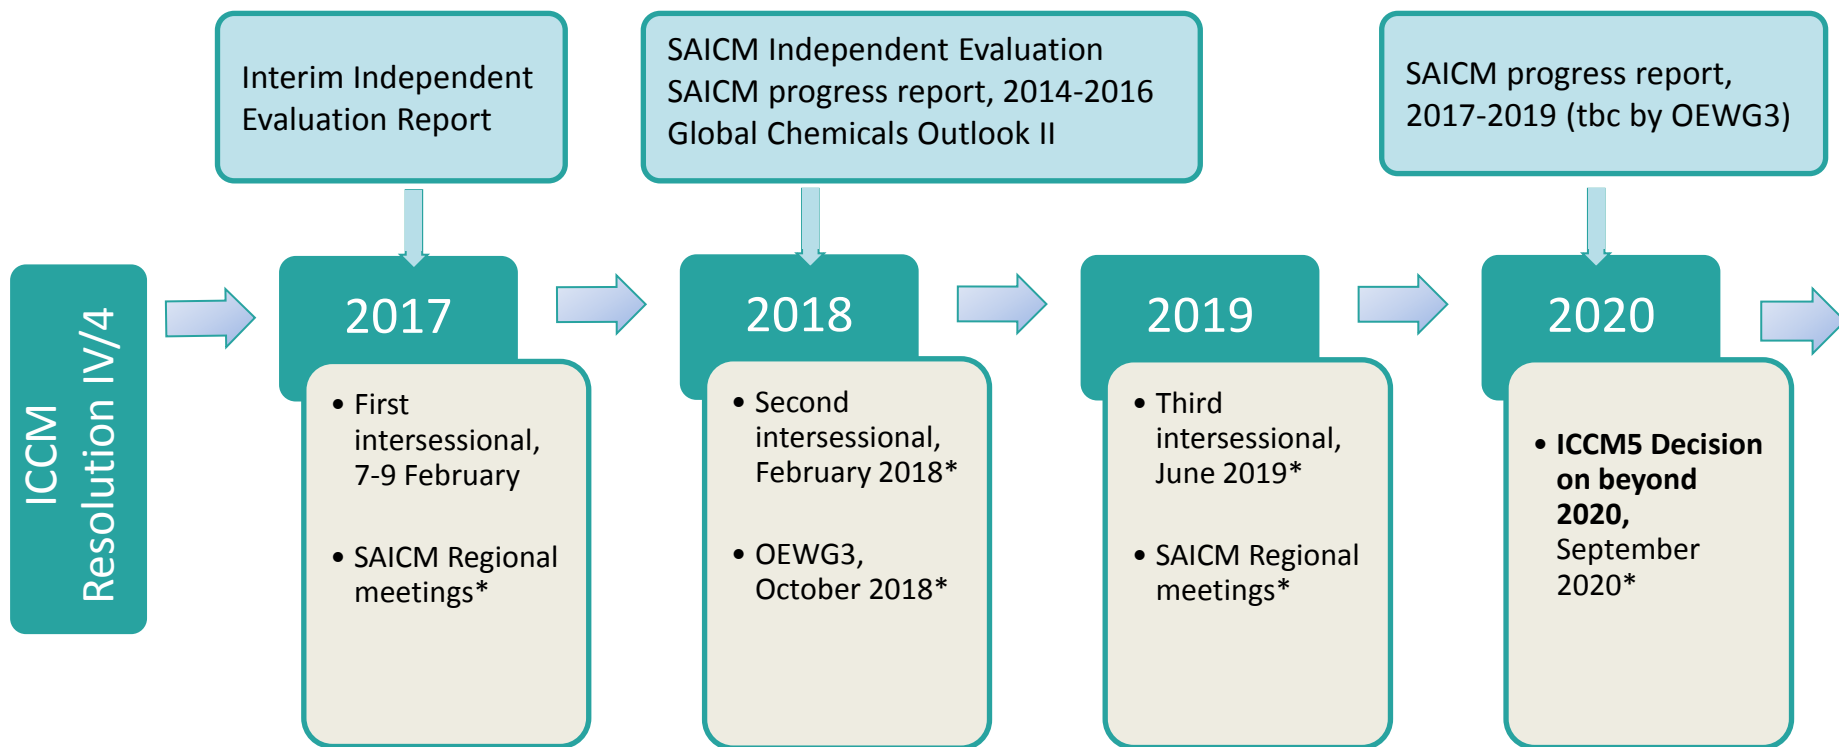 Interim Independent
Evaluation Report
SAICM Independent Evaluation
SAICM progress report, 2014-2016
Global Chemicals Outlook II
SAICM progress report,
2017-2019 (tbc by OEWG3)
ICCM
Resolution IV/4
2017
• First
intersessional,
7-9 February
• SAICM Regional
meetings*
2018
• Second
intersessional,
February 2018*
• OEWG3,
October 2018*
2019
• Third
intersessional,
June 2019*
• SAICM Regional
meetings*
2020
• ICCM5 Decision
on beyond
2020,
September
2020*